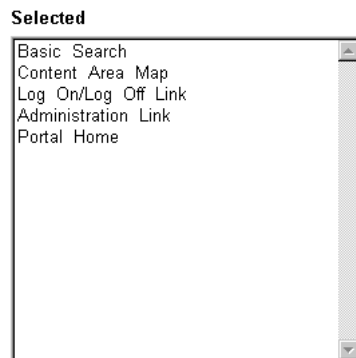 Selected
Basic Search
Content Area Map
Log On/Log Off Link
Administration Link
Portal Home